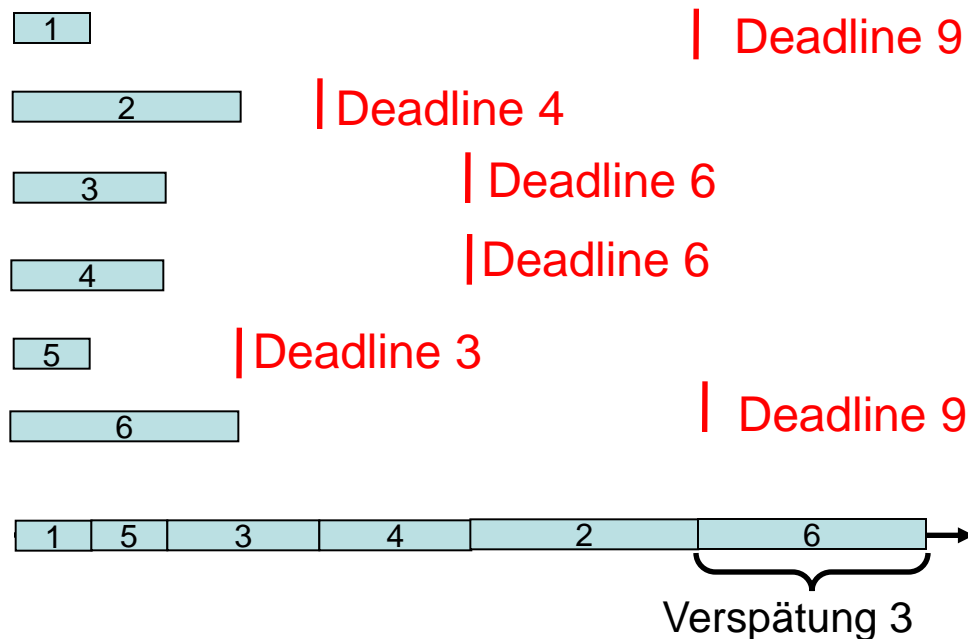 1
Deadline 9
2
Deadline 4
3
Deadline 6
4
Deadline 6
5
Deadline 3
6
Deadline 9
1 5 3 4 2 6
Verspätung 3